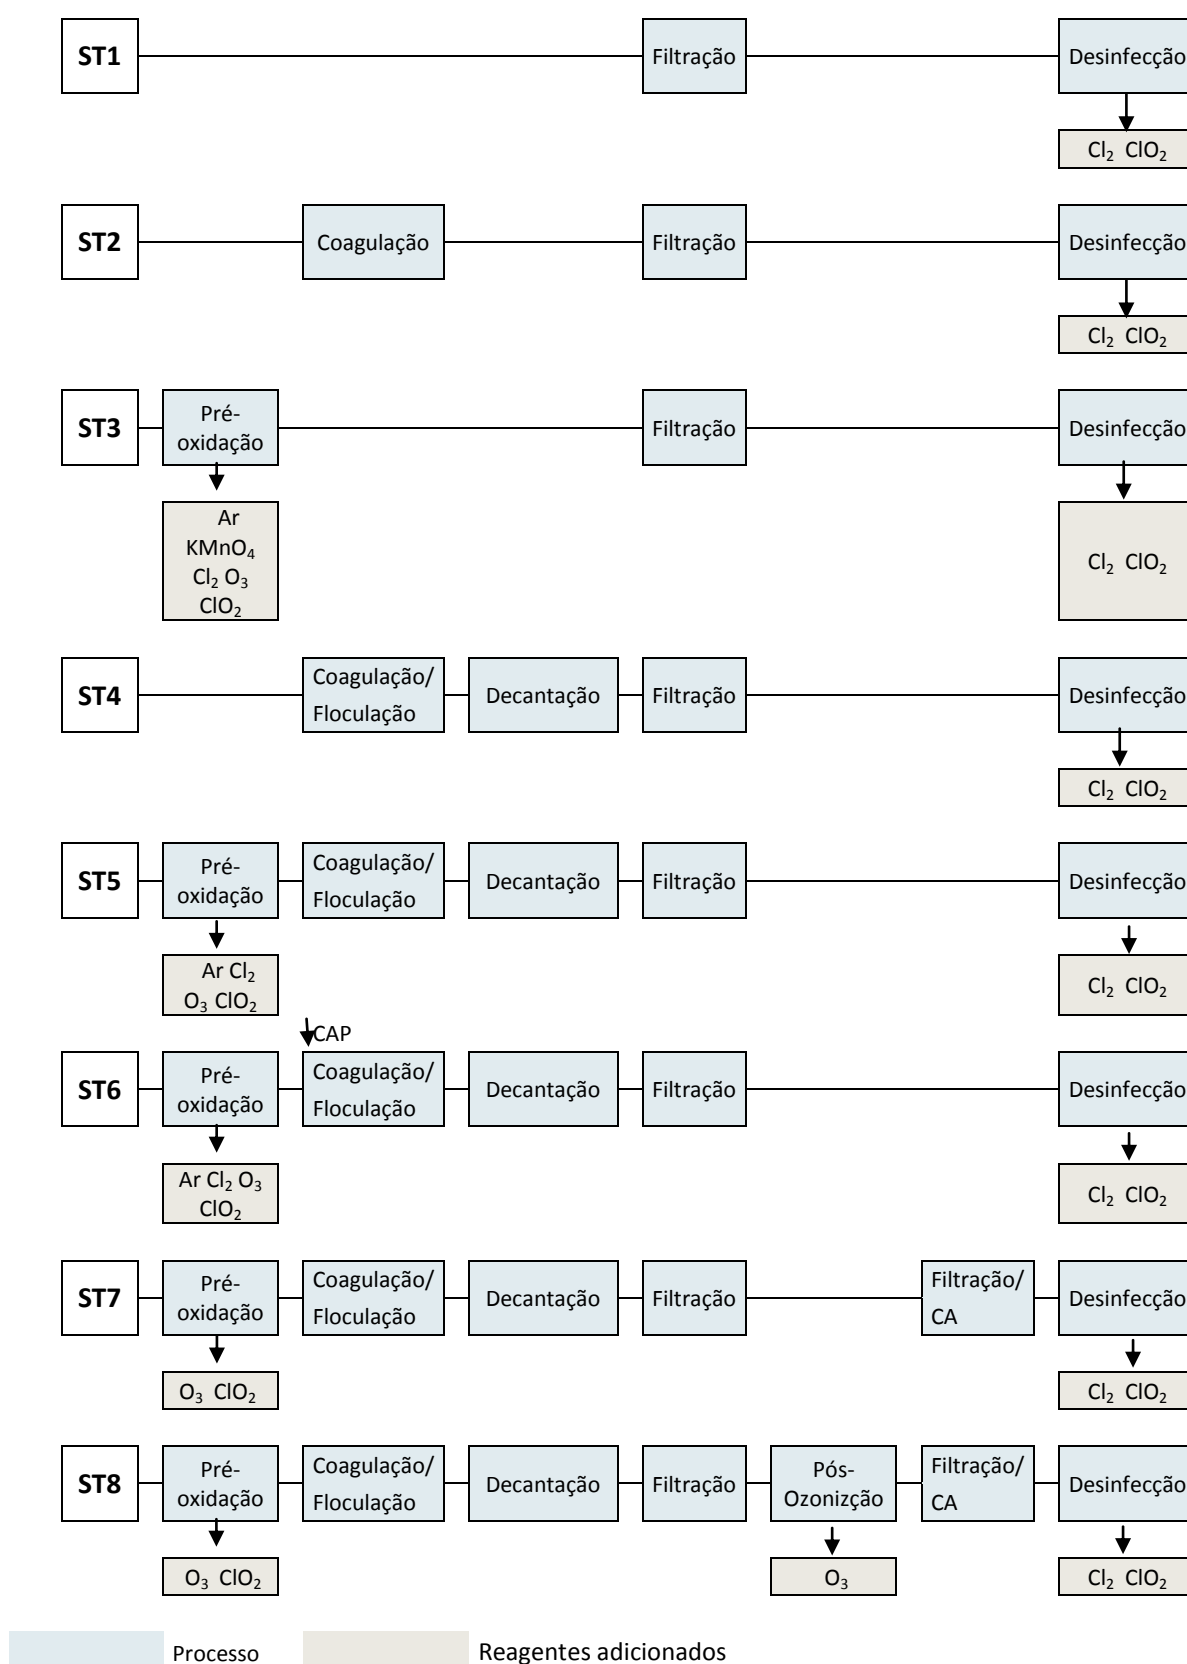 ST1
Filtração
Desinfecção
Cl₂ ClO₂
ST2
Coagulação
Filtração
Desinfecção
Cl₂ ClO₂
ST3
Pré-
oxidação
Filtração
Desinfecção
Ar
KMnO₄
Cl₂ O₃
ClO₂
Cl₂ ClO₂
ST4
Coagulação/
Floculação
Decantação
Filtração
Desinfecção
Cl₂ ClO₂
ST5
Pré-
oxidação
Coagulação/
Floculação
Decantação
Filtração
Desinfecção
Ar Cl₂
O₃ ClO₂
Cl₂ ClO₂
CAP
ST6
Pré-
oxidação
Coagulação/
Floculação
Decantação
Filtração
Desinfecção
Ar Cl₂ O₃
ClO₂
Cl₂ ClO₂
ST7
Pré-
oxidação
Coagulação/
Floculação
Decantação
Filtração
Filtração/
CA
Desinfecção
O₃ ClO₂
Cl₂ ClO₂
ST8
Pré-
oxidação
Coagulação/
Floculação
Decantação
Filtração
Pós-
Ozonizção
Filtração/
CA
Desinfecção
O₃ ClO₂
O₃
Cl₂ ClO₂
Processo
Reagentes adicionados